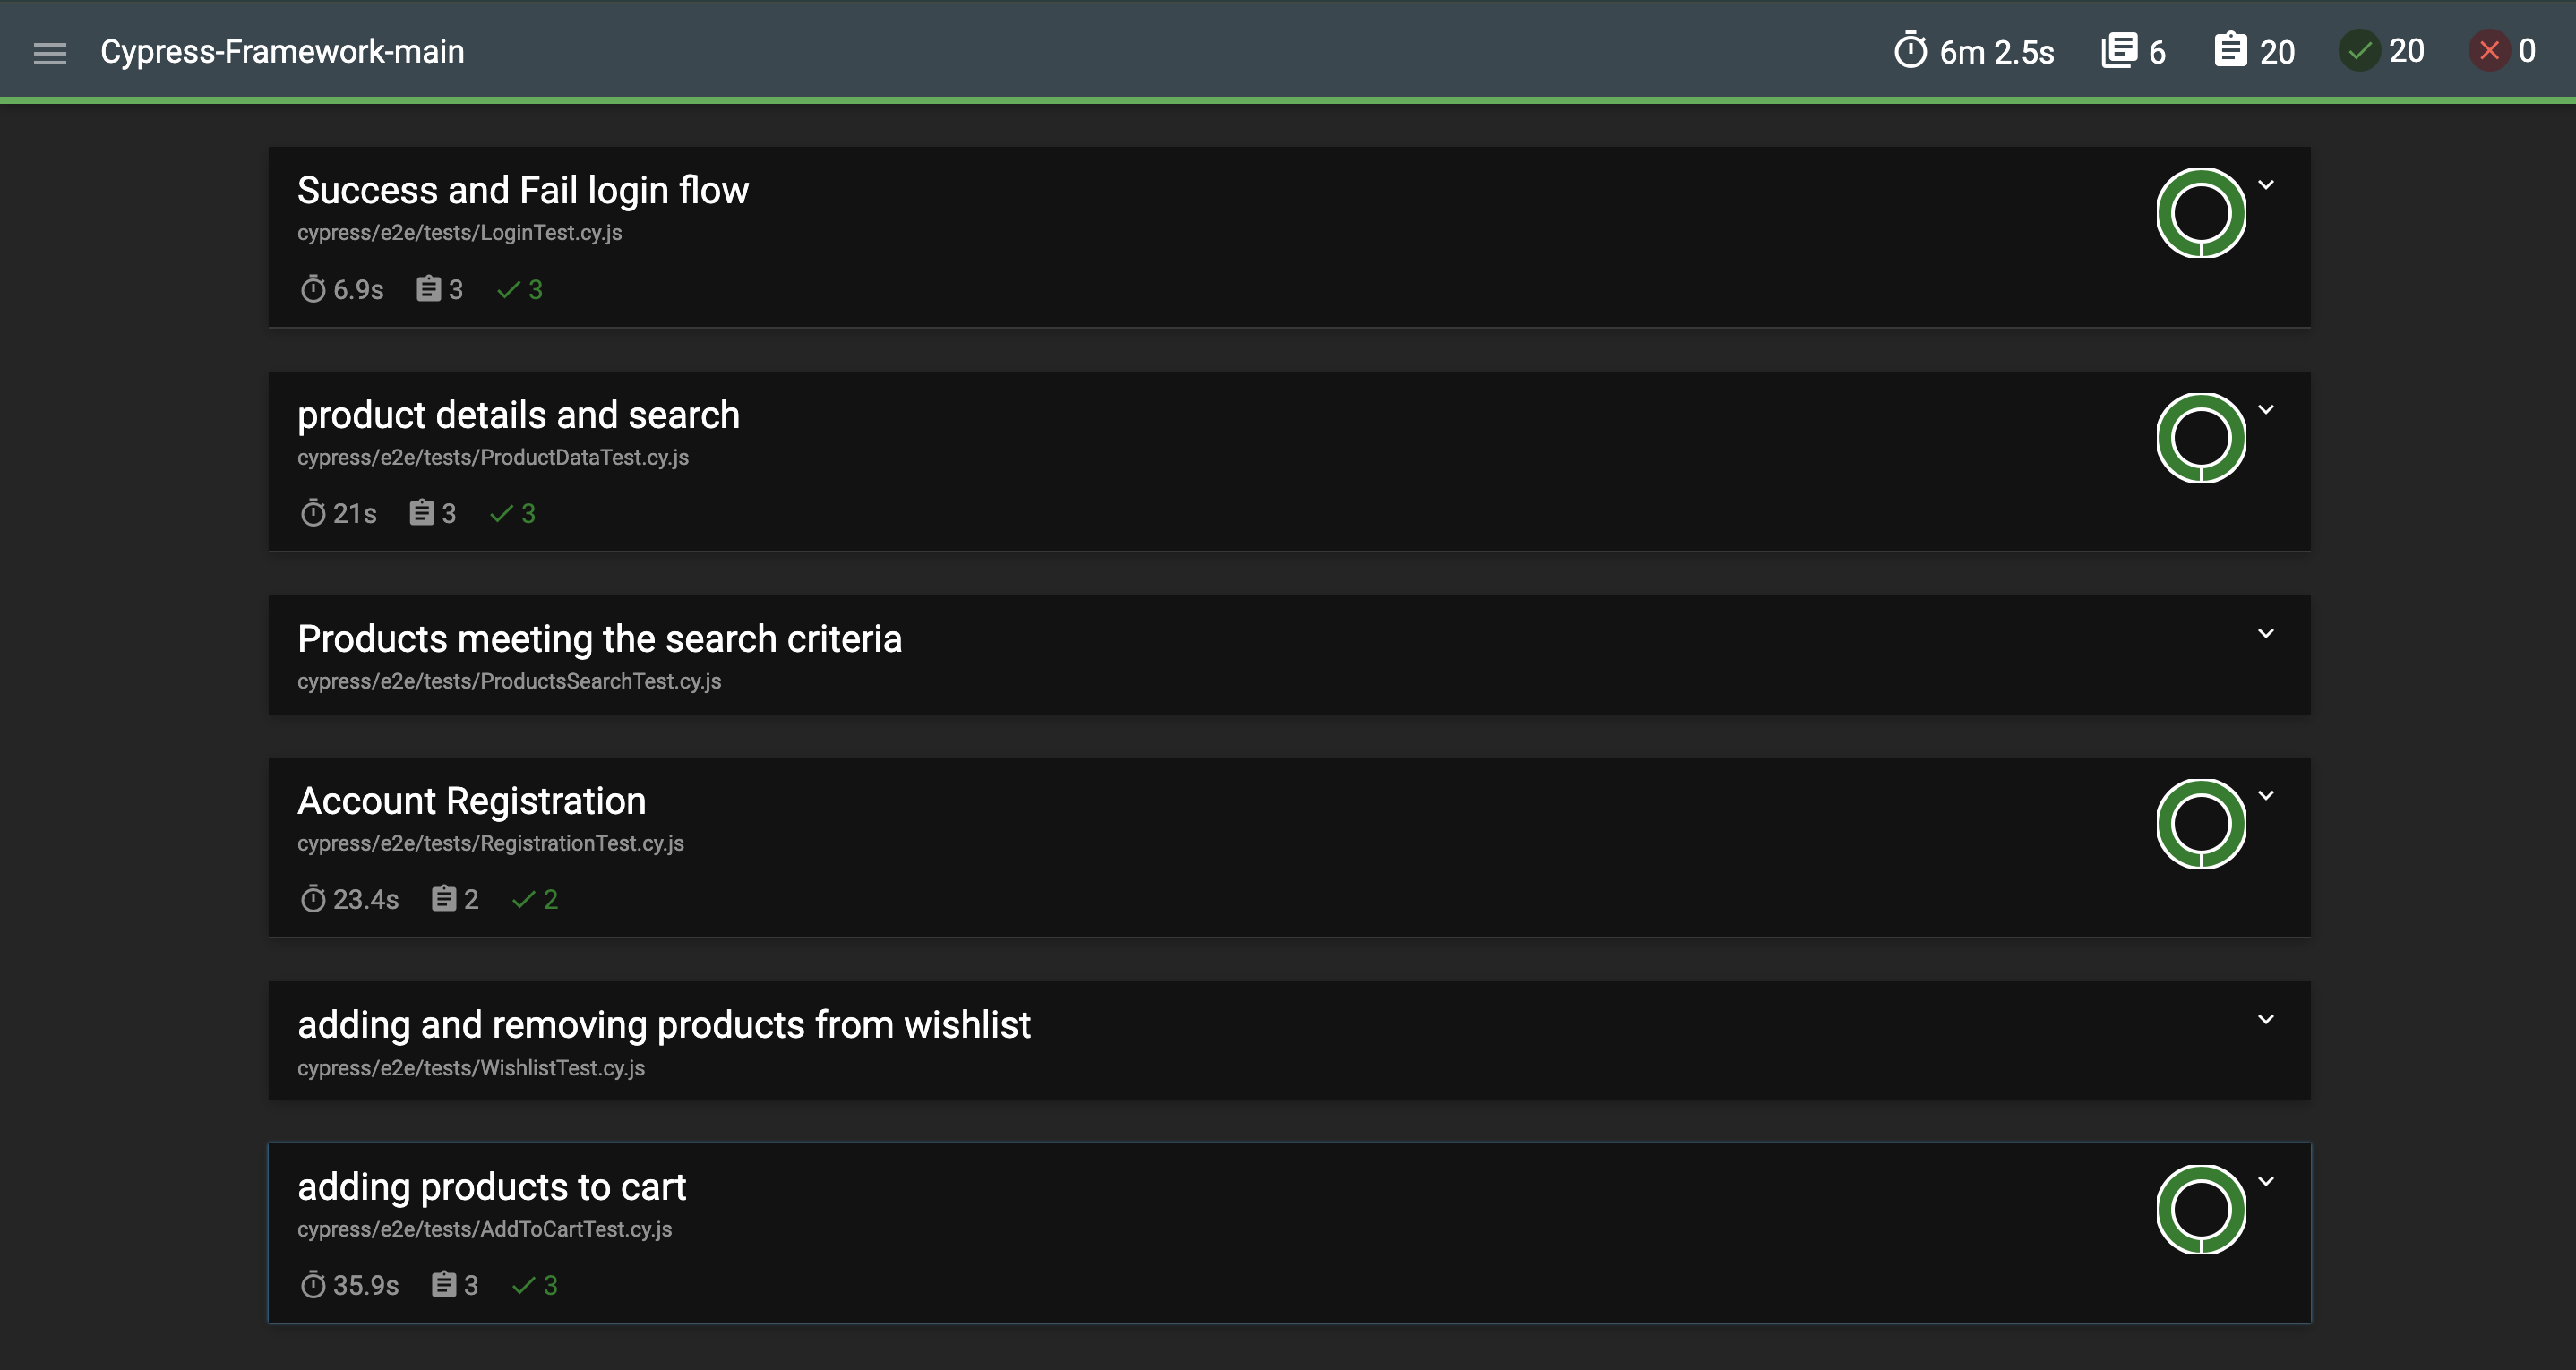 Cypress-Framework-main 6m 2.5s 6 20 20 0
Success and Fail login flow
cypress/e2e/tests/LoginTest.cy.js
6.9s 3 3
product details and search
cypress/e2e/tests/ProductDataTest.cy.js
21s 3 3
Products meeting the search criteria
cypress/e2e/tests/ProductsSearchTest.cy.js
Account Registration
cypress/e2e/tests/RegistrationTest.cy.js
23.4s 2 2
adding and removing products from wishlist
cypress/e2e/tests/WishlistTest.cy.js
adding products to cart
cypress/e2e/tests/AddToCartTest.cy.js
35.9s 3 3